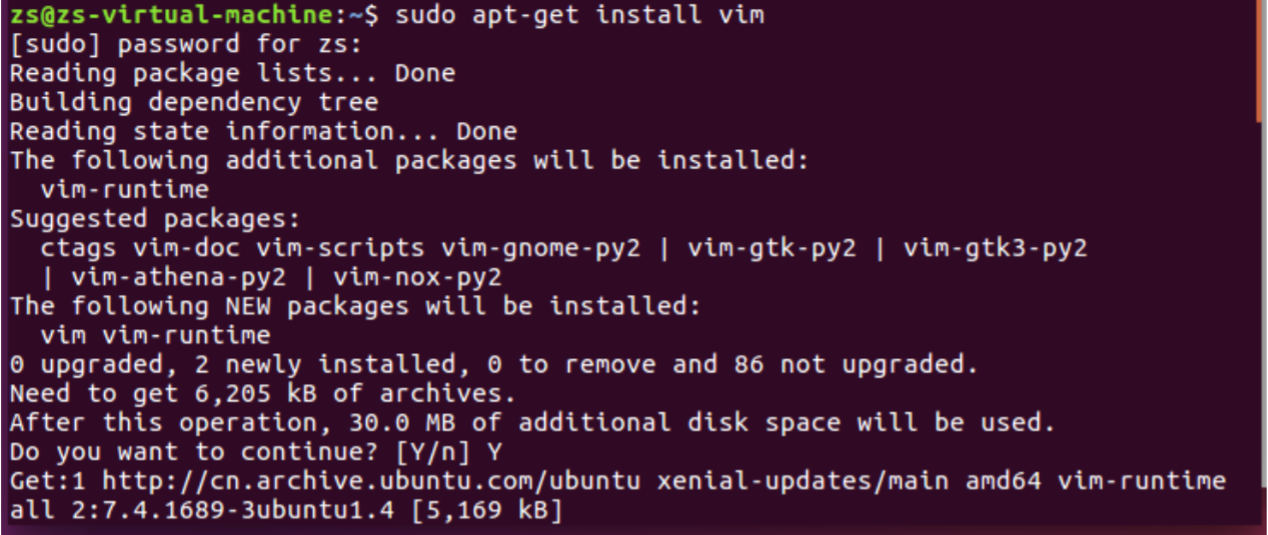 zs@zs-virtual-machine:~$ sudo apt-get install vim
[sudo] password for zs:
Reading package lists... Done
Building dependency tree
Reading state information... Done
The following additional packages will be installed:
  vim-runtime
Suggested packages:
  ctags vim-doc vim-scripts vim-gnome-py2 | vim-gtk-py2 | vim-gtk3-py2
  | vim-athena-py2 | vim-nox-py2
The following NEW packages will be installed:
  vim vim-runtime
0 upgraded, 2 newly installed, 0 to remove and 86 not upgraded.
Need to get 6,205 kB of archives.
After this operation, 30.0 MB of additional disk space will be used.
Do you want to continue? [Y/n] Y
Get:1 http://cn.archive.ubuntu.com/ubuntu xenial-updates/main amd64 vim-runtime
all 2:7.4.1689-3ubuntu1.4 [5,169 kB]